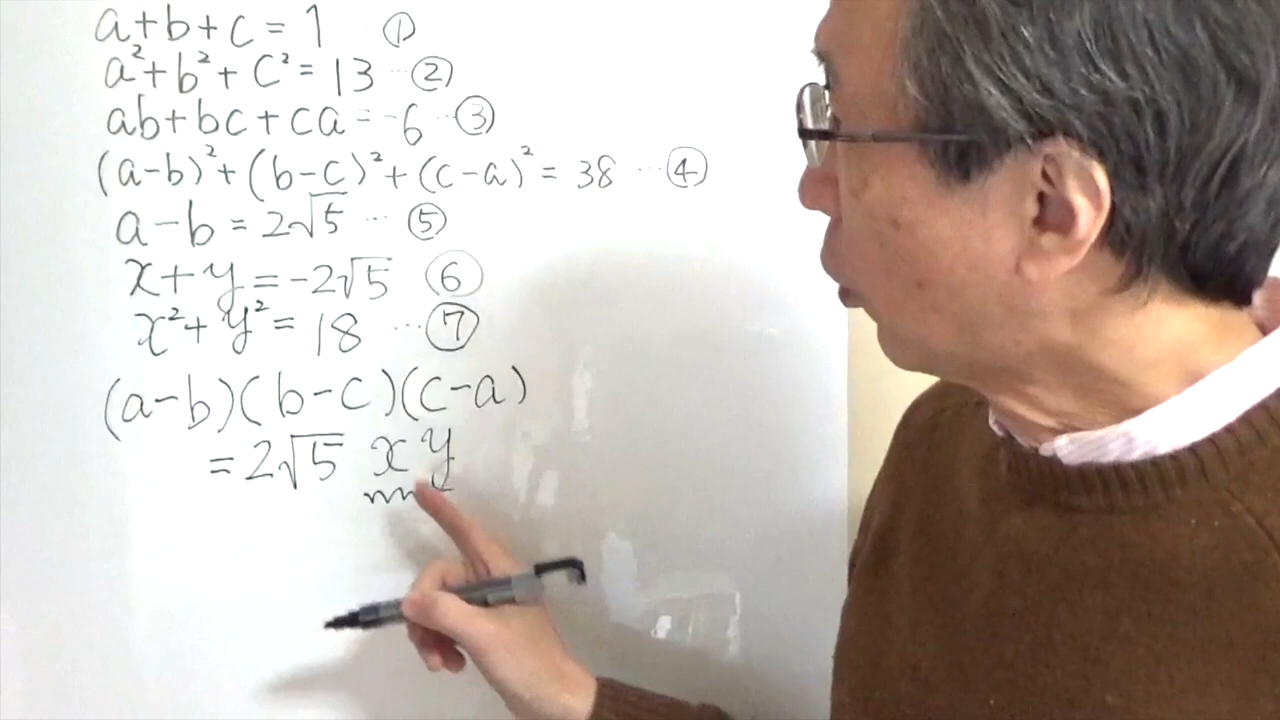 a+b+c=1 ①
a²+b²+c²=13 … ②
ab+bc+ca=-6 … ③
(a-b)²+(b-c)²+(c-a)²=38 … ④
a-b=2√5 … ⑤
x+y=-2√5 ⑥
x²+y²=18 … ⑦
(a-b)(b-c)(c-a)
=2√5 xy